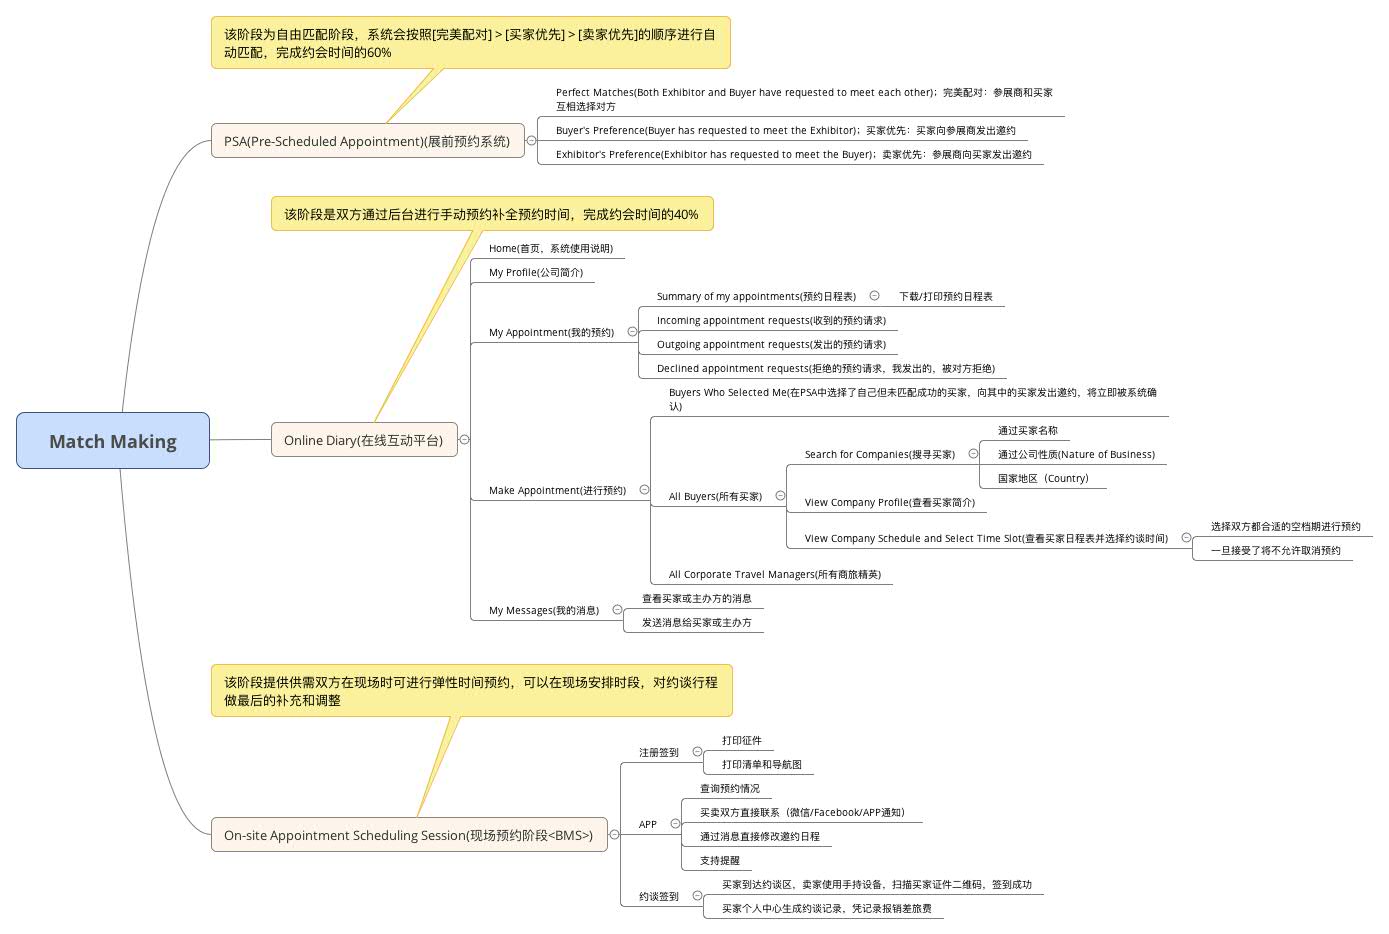 该阶段为自由匹配阶段，系统会按照[完美配对]＞[买家优先]＞[卖家优先]的顺序进行自
动匹配，完成约会时间的60%
Perfect Matches(Both Exhibitor and Buyer have requested to meet each other)；完美配对：参展商和买家
互相选择对方
PSA(Pre-Scheduled Appointment)(展前预约系统)
Buyer's Preference(Buyer has requested to meet the Exhibitor)；买家优先：买家向参展商发出邀约
Exhibitor's Preference(Exhibitor has requested to meet the Buyer)；卖家优先：参展商向买家发出邀约
该阶段是双方通过后台进行手动预约补全预约时间，完成约会时间的40%
Home(首页，系统使用说明)
My Profile(公司简介)
My Appointment(我的预约)
Summary of my appointments(预约日程表)
下载/打印预约日程表
Incoming appointment requests(收到的预约请求)
Outgoing appointment requests(发出的预约请求)
Declined appointment requests(拒绝的预约请求，我发出的，被对方拒绝)
Match Making
Online Diary(在线互动平台)
Make Appointment(进行预约)
Buyers Who Selected Me(在PSA中选择了自己但未匹配成功的买家，向其中的买家发出邀约，将立即被系统确
认)
All Buyers(所有买家)
Search for Companies(搜寻买家)
通过买家名称
通过公司性质(Nature of Business)
国家地区（Country）
View Company Profile(查看买家简介)
View Company Schedule and Select Time Slot(查看买家日程表并选择约谈时间)
选择双方都合适的空档期进行预约
一旦接受了将不允许取消预约
All Corporate Travel Managers(所有商旅精英)
My Messages(我的消息)
查看买家或主办方的消息
发送消息给买家或主办方
该阶段提供供需双方在现场时可进行弹性时间预约，可以在现场安排时段，对约谈行程
做最后的补充和调整
On-site Appointment Scheduling Session(现场预约阶段<BMS>)
注册签到
打印征件
打印清单和导航图
APP
查询预约情况
买卖双方直接联系（微信/Facebook/APP通知）
通过消息直接修改邀约日程
支持提醒
约谈签到
买家到达约谈区，卖家使用手持设备，扫描买家证件二维码，签到成功
买家个人中心生成约谈记录，凭记录报销差旅费